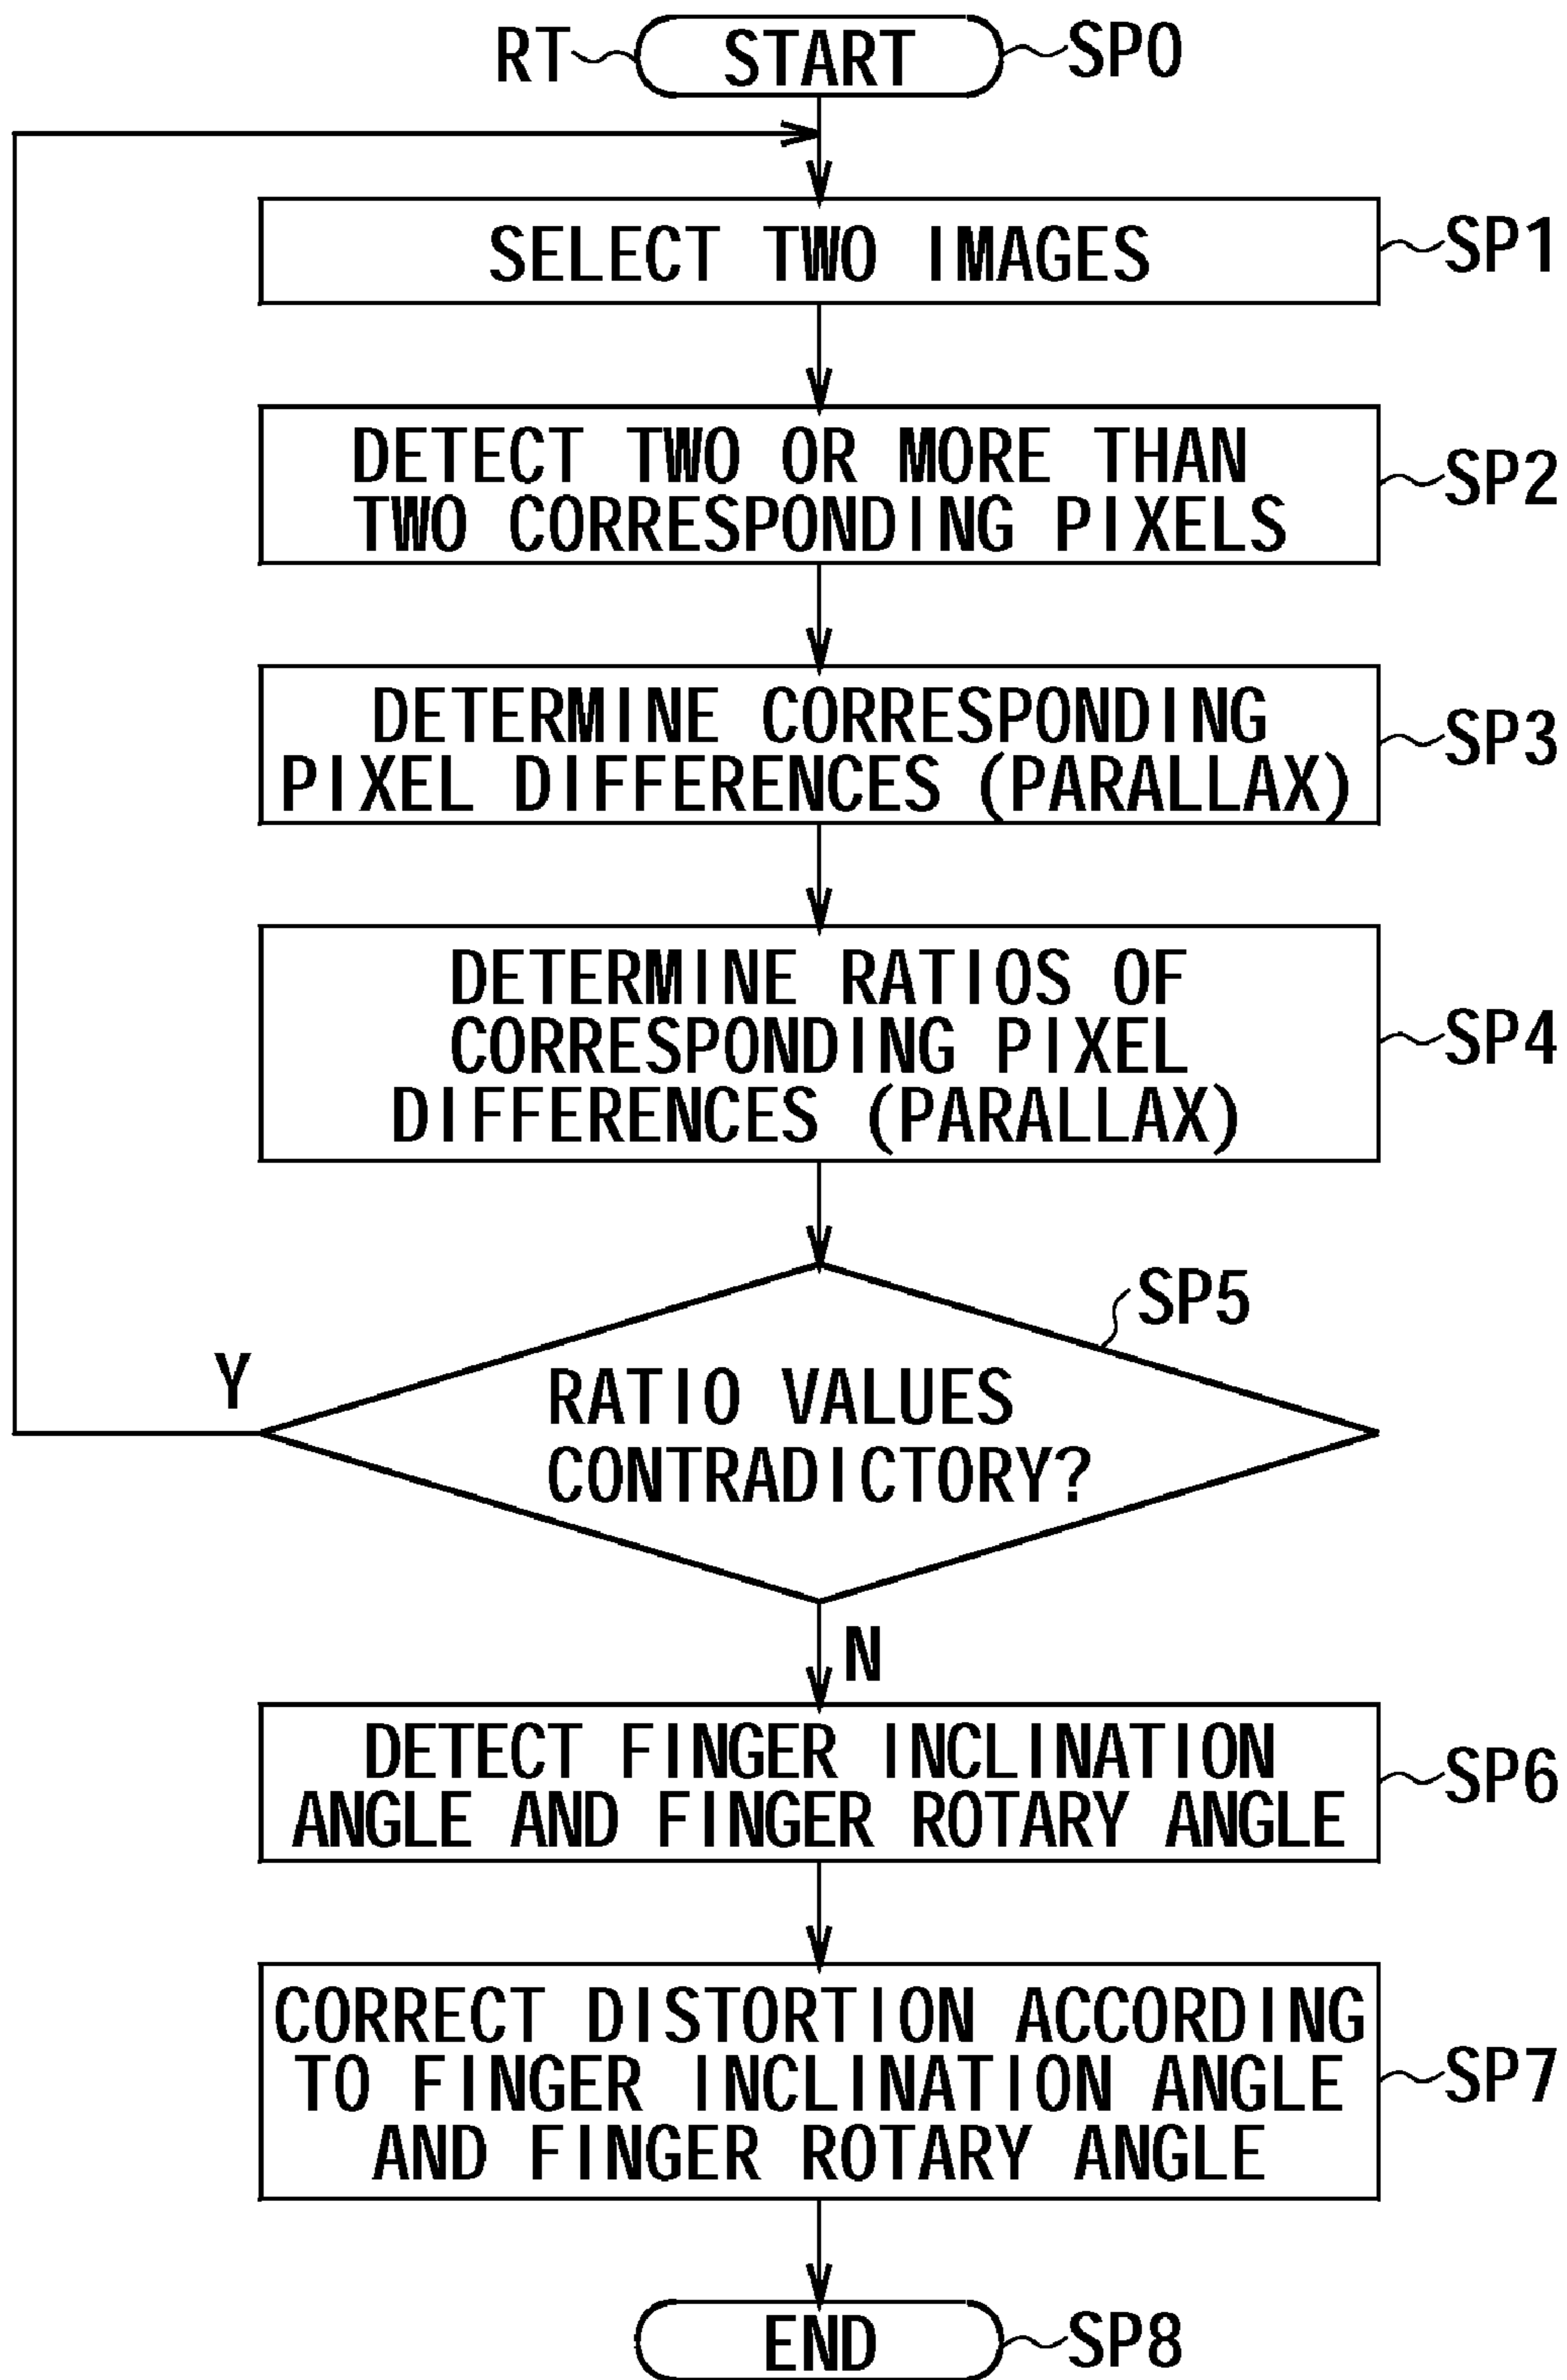 RT START SP0
SELECT TWO IMAGES SP1
DETECT TWO OR MORE THAN
TWO CORRESPONDING PIXELS SP2
DETERMINE CORRESPONDING
PIXEL DIFFERENCES (PARALLAX) SP3
DETERMINE RATIOS OF
CORRESPONDING PIXEL SP4
DIFFERENCES (PARALLAX)
SP5
Y
RATIO VALUES
CONTRADICTORY?
N
DETECT FINGER INCLINATION
ANGLE AND FINGER ROTARY ANGLE SP6
CORRECT DISTORTION ACCORDING
TO FINGER INCLINATION ANGLE SP7
AND FINGER ROTARY ANGLE
END SP8